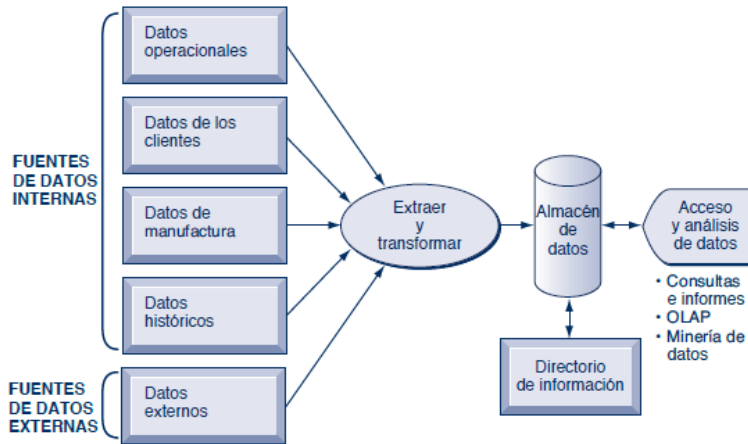 FUENTES
DE DATOS
INTERNAS
Datos
operacionales
Datos de los
clientes
Datos de
manufactura
Datos
históricos
FUENTES
DE DATOS
EXTERNAS
Datos
externos
Extraer
y
transformar
Almacén
de
datos
Directorio
de información
Acceso
y análisis
de datos
• Consultas
e informes
• OLAP
• Minería de
datos